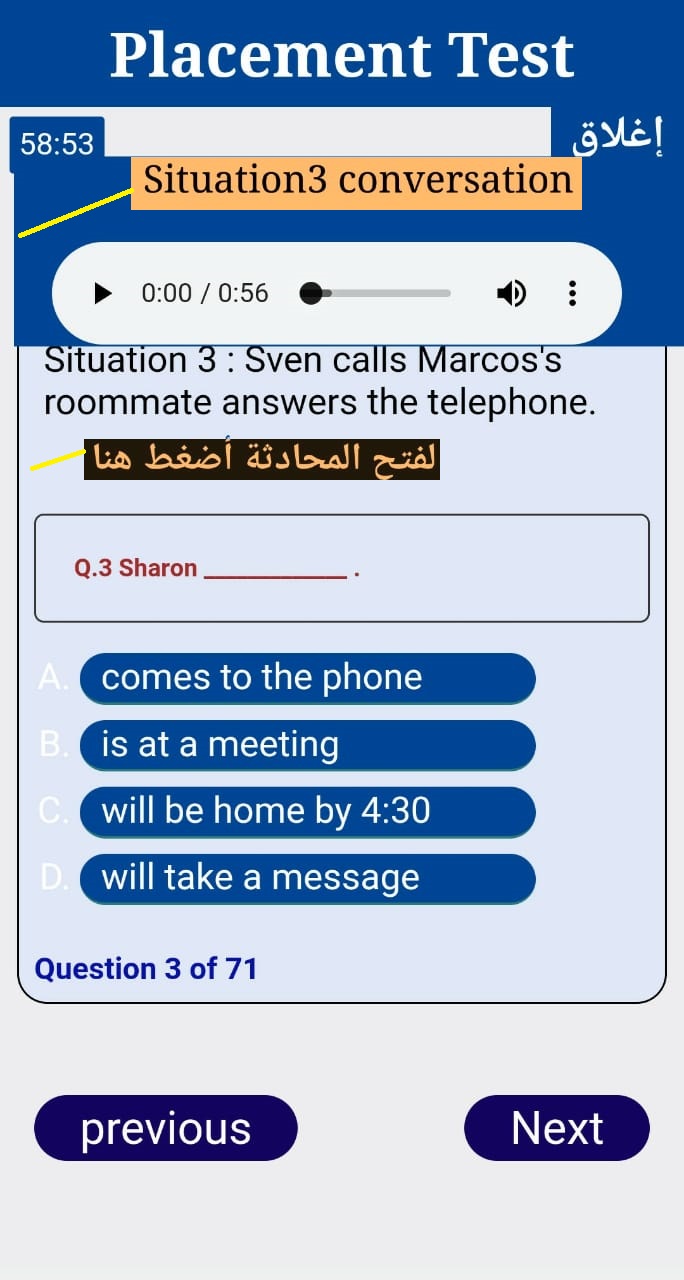 Placement Test
58:53
إغلاق
Situation3 conversation
0:00 / 0:56
Situation 3 : Sven calls Marcos's
roommate answers the telephone.
لفتح المحادثة أضغط هنا
Q.3 Sharon ____________ .
A. comes to the phone
B. is at a meeting
C. will be home by 4:30
D. will take a message
Question 3 of 71
previous
Next